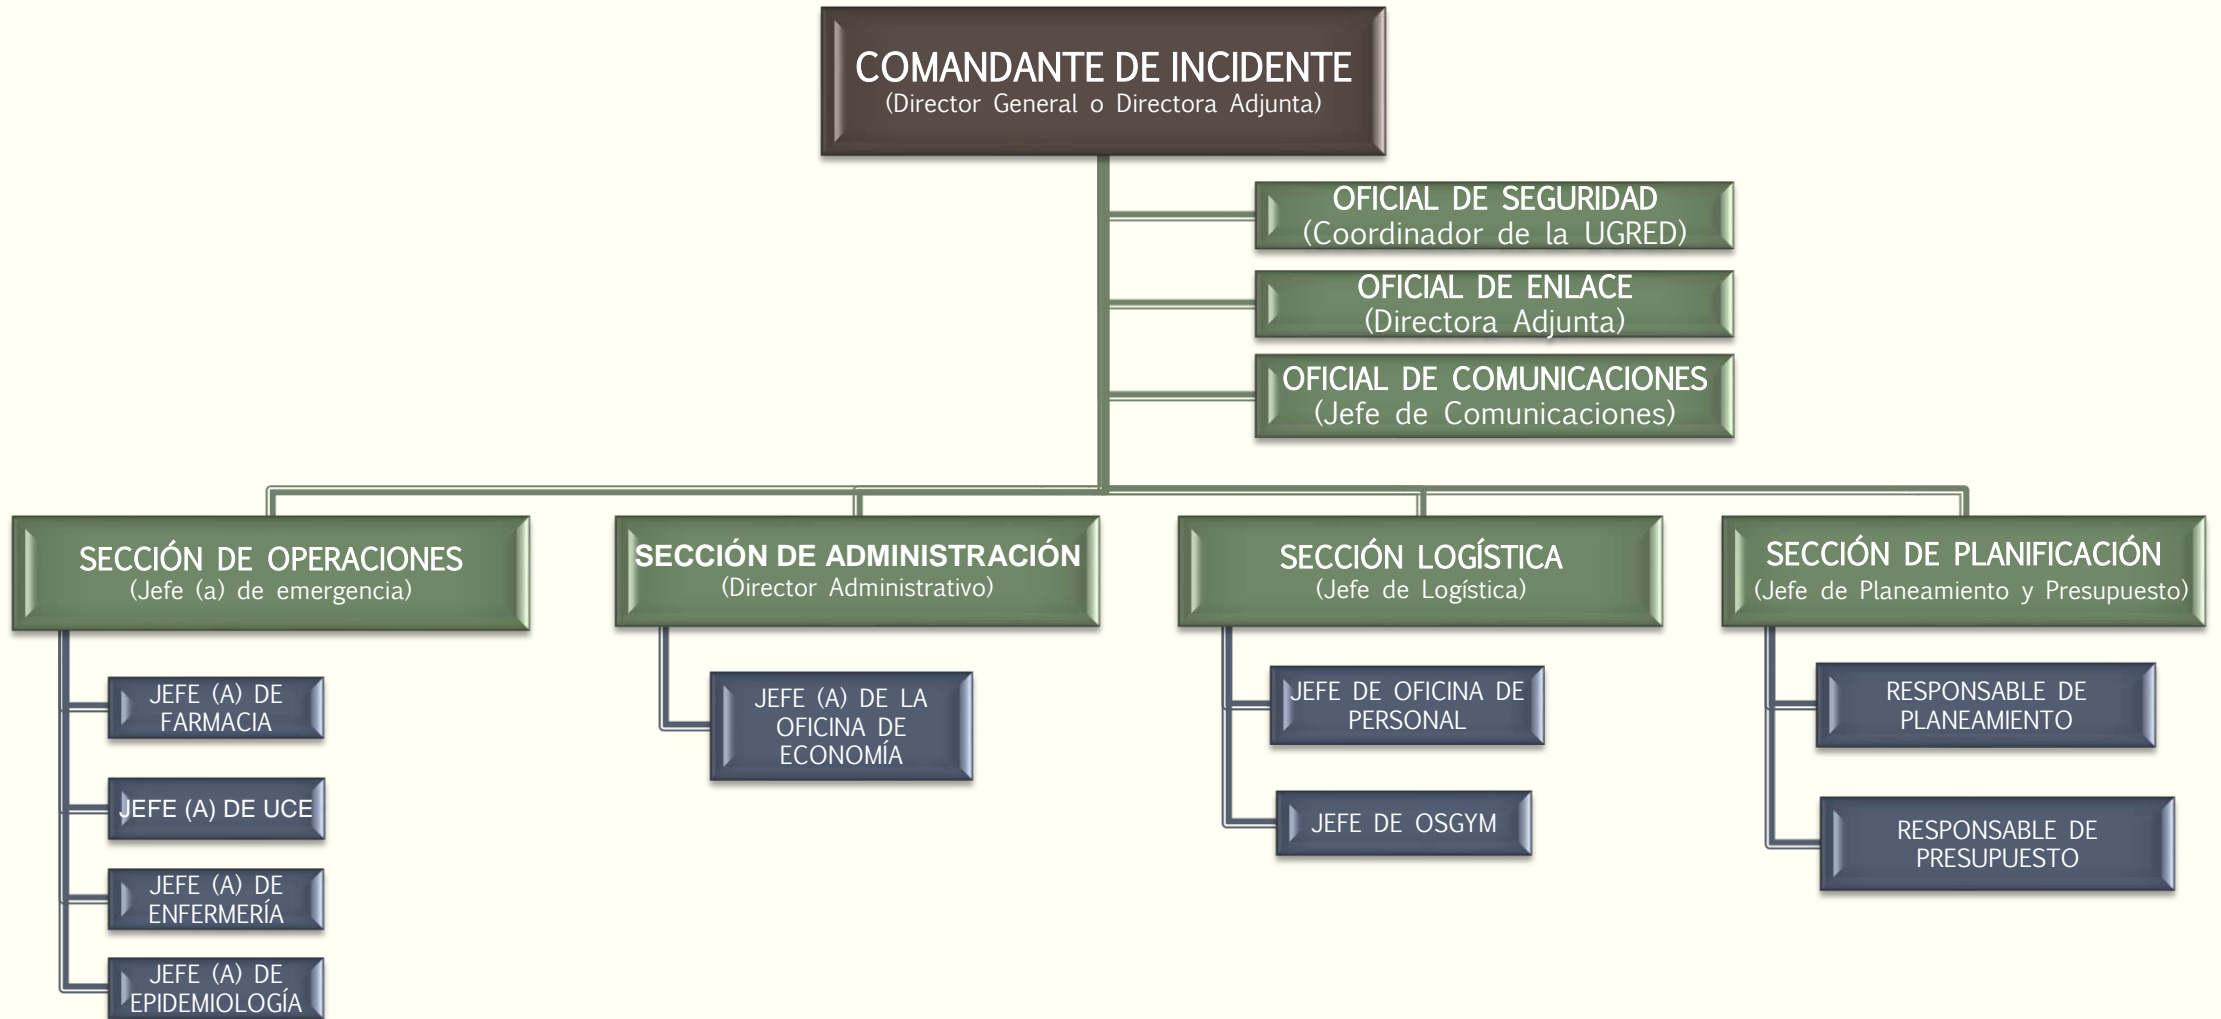 COMANDANTE DE INCIDENTE
(Director General o Directora Adjunta)
OFICIAL DE SEGURIDAD
(Coordinador de la UGRED)
OFICIAL DE ENLACE
(Directora Adjunta)
OFICIAL DE COMUNICACIONES
(Jefe de Comunicaciones)
SECCIÓN DE OPERACIONES
(Jefe (a) de emergencia)
JEFE (A) DE
FARMACIA
JEFE (A) DE UCE
JEFE (A) DE
ENFERMERÍA
JEFE (A) DE
EPIDEMIOLOGÍA
SECCIÓN DE ADMINISTRACIÓN
(Director Administrativo)
JEFE (A) DE LA
OFICINA DE
ECONOMÍA
SECCIÓN LOGÍSTICA
(Jefe de Logística)
JEFE DE OFICINA DE
PERSONAL
JEFE DE OSGYM
SECCIÓN DE PLANIFICACIÓN
(Jefe de Planeamiento y Presupuesto)
RESPONSABLE DE
PLANEAMIENTO
RESPONSABLE DE
PRESUPUESTO